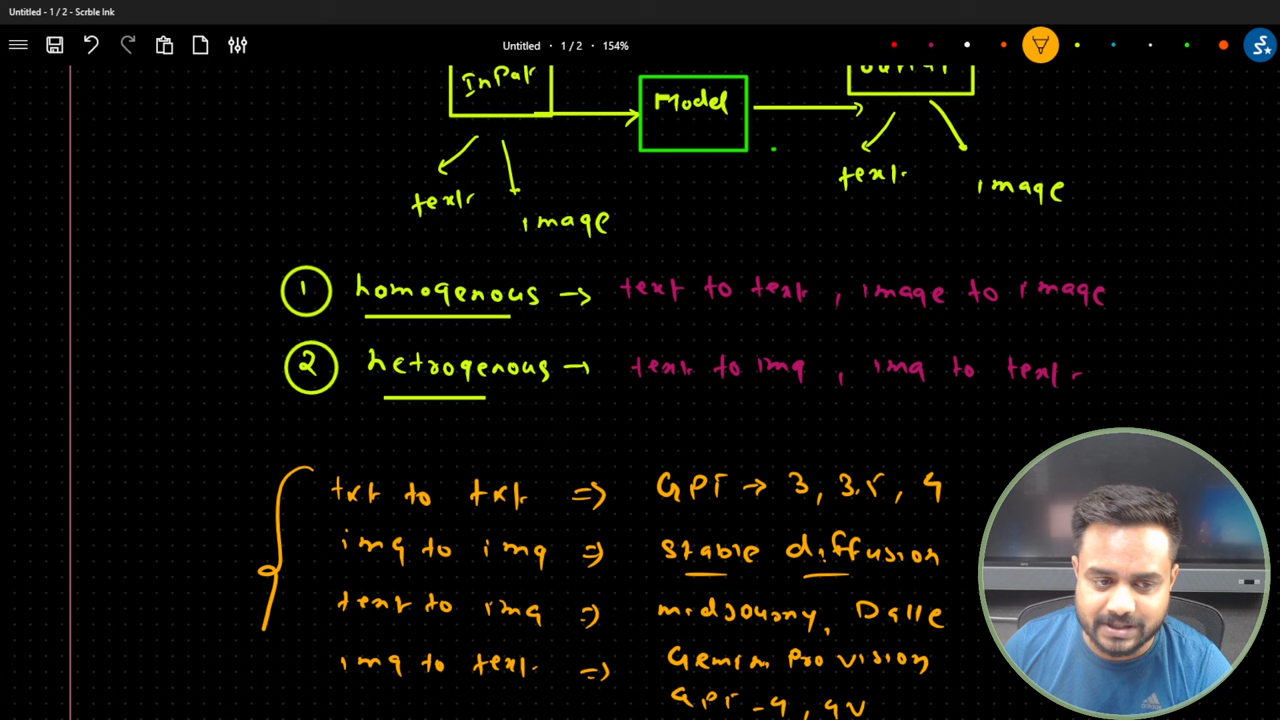 Untitled - 1 / 2 - Scrble Ink
Untitled • 1 / 2 • 154%
InPut
Model
text
image
text
image
1 homogenous → text to text, image to image
2 hetrogenous → text to img, img to text
txt to txt => GPT → 3, 3.5, 4
img to img => stable diffusion
text to img => midjourny, Dalle
img to text => Gemini Pro vision
GPT - 4, 4V